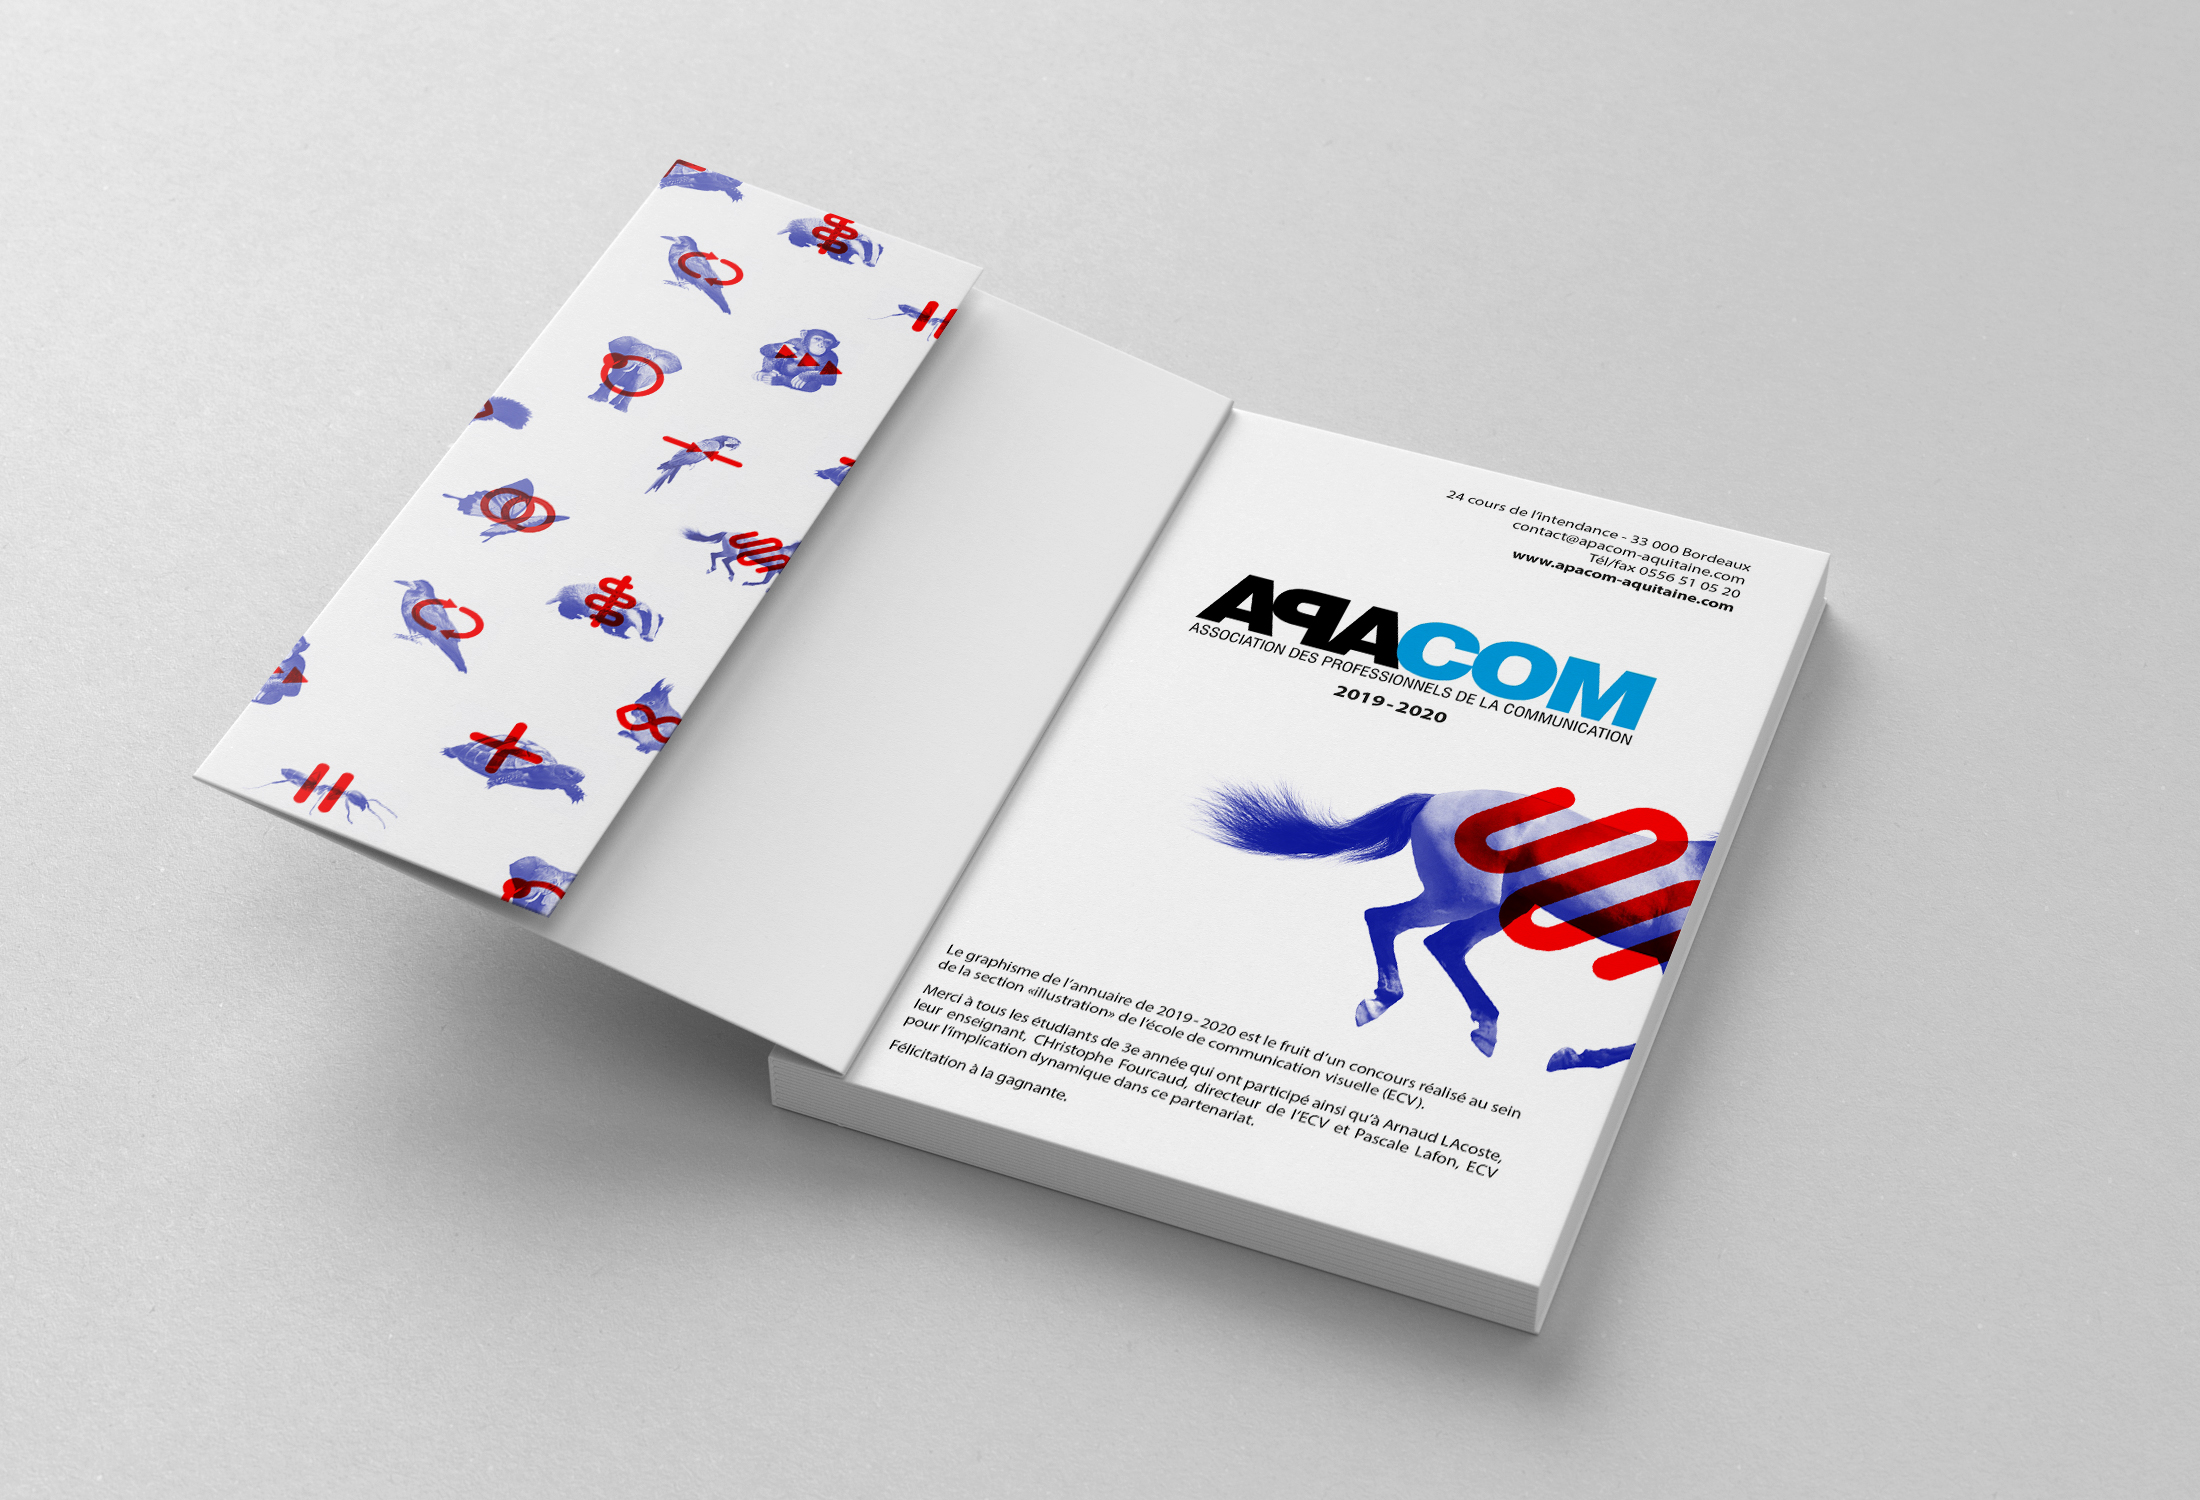 24 cours de l'intendance - 33 000 Bordeaux
contact@apacom-aquitaine.com
Tél/fax 0556 51 05 20
www.apacom-aquitaine.com
APACOM
ASSOCIATION DES PROFESSIONNELS DE LA COMMUNICATION
2019-2020
Le graphisme de l'annuaire de 2019-2020 est le fruit d'un concours réalisé au sein
de la section «illustration» de l'école de communication visuelle (ECV).
Merci à tous les étudiants de 3e année qui ont participé ainsi qu'à Arnaud LAcoste,
leur enseignant, CHristophe Fourcaud, directeur de l'ECV et Pascale Lafon, ECV
pour l'implication dynamique dans ce partenariat.
Félicitation à la gagnante.